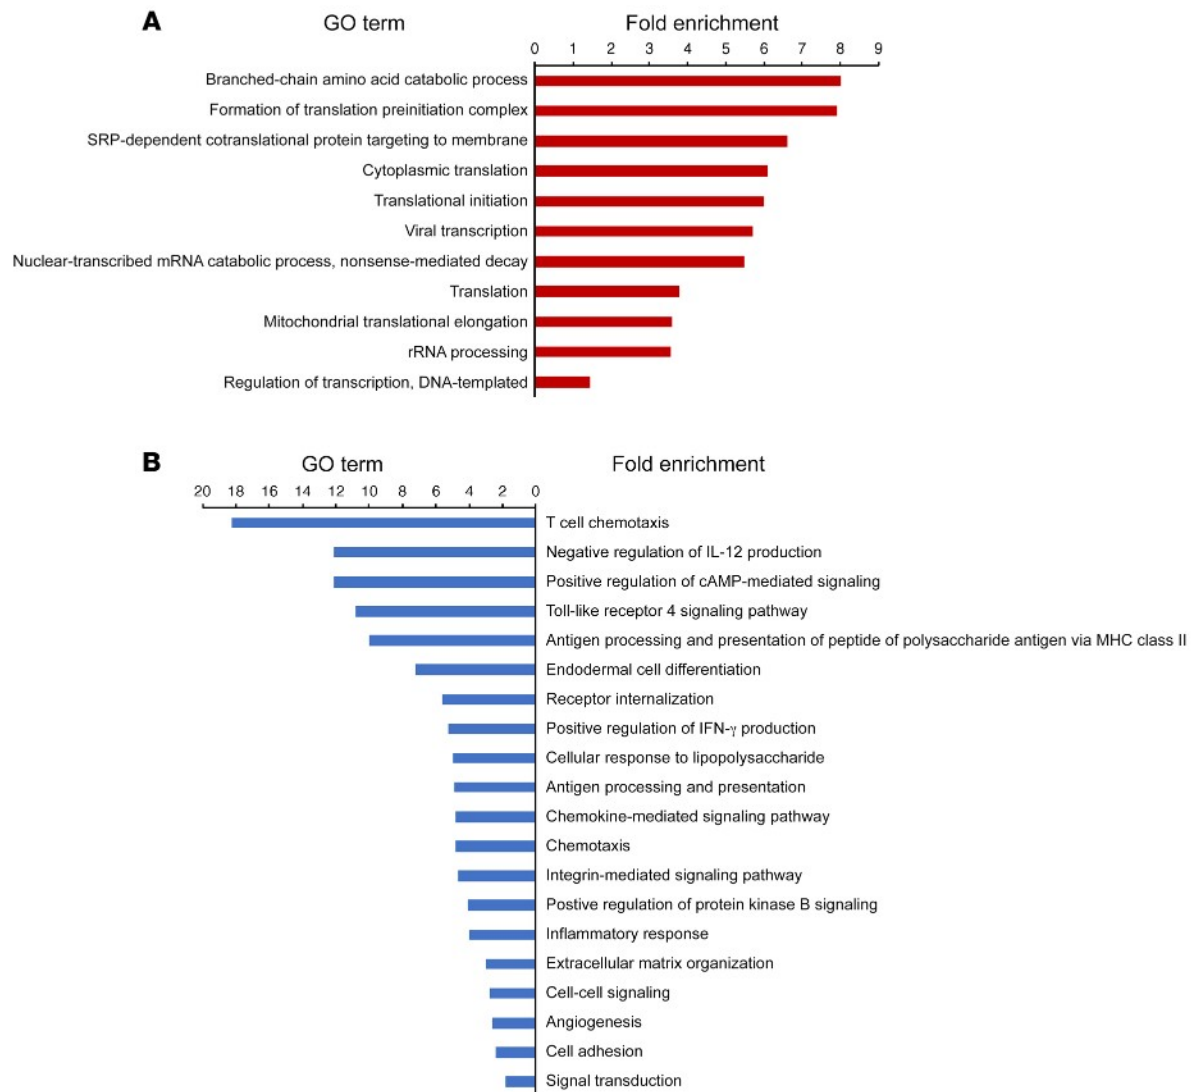 A
GO term Fold enrichment
0 1 2 3 4 5 6 7 8 9
Branched-chain amino acid catabolic process
Formation of translation preinitiation complex
SRP-dependent cotranslational protein targeting to membrane
Cytoplasmic translation
Translational initiation
Viral transcription
Nuclear-transcribed mRNA catabolic process, nonsense-mediated decay
Translation
Mitochondrial translational elongation
rRNA processing
Regulation of transcription, DNA-templated
B
GO term Fold enrichment
20 18 16 14 12 10 8 6 4 2 0
T cell chemotaxis
Negative regulation of IL-12 production
Positive regulation of cAMP-mediated signaling
Toll-like receptor 4 signaling pathway
Antigen processing and presentation of peptide of polysaccharide antigen via MHC class II
Endodermal cell differentiation
Receptor internalization
Positive regulation of IFN-γ production
Cellular response to lipopolysaccharide
Antigen processing and presentation
Chemokine-mediated signaling pathway
Chemotaxis
Integrin-mediated signaling pathway
Postive regulation of protein kinase B signaling
Inflammatory response
Extracellular matrix organization
Cell-cell signaling
Angiogenesis
Cell adhesion
Signal transduction